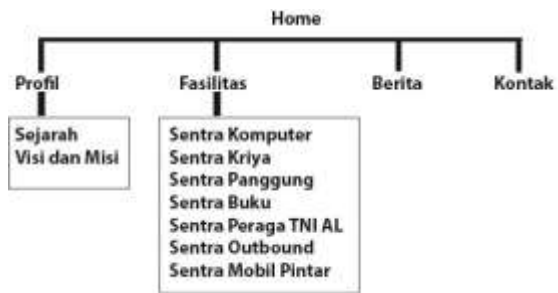 Home
Profil
Fasilitas
Berita
Kontak
Sejarah
Visi dan Misi
Sentra Komputer
Sentra Kriya
Sentra Panggung
Sentra Buku
Sentra Peraga TNI AL
Sentra Outbound
Sentra Mobil Pintar